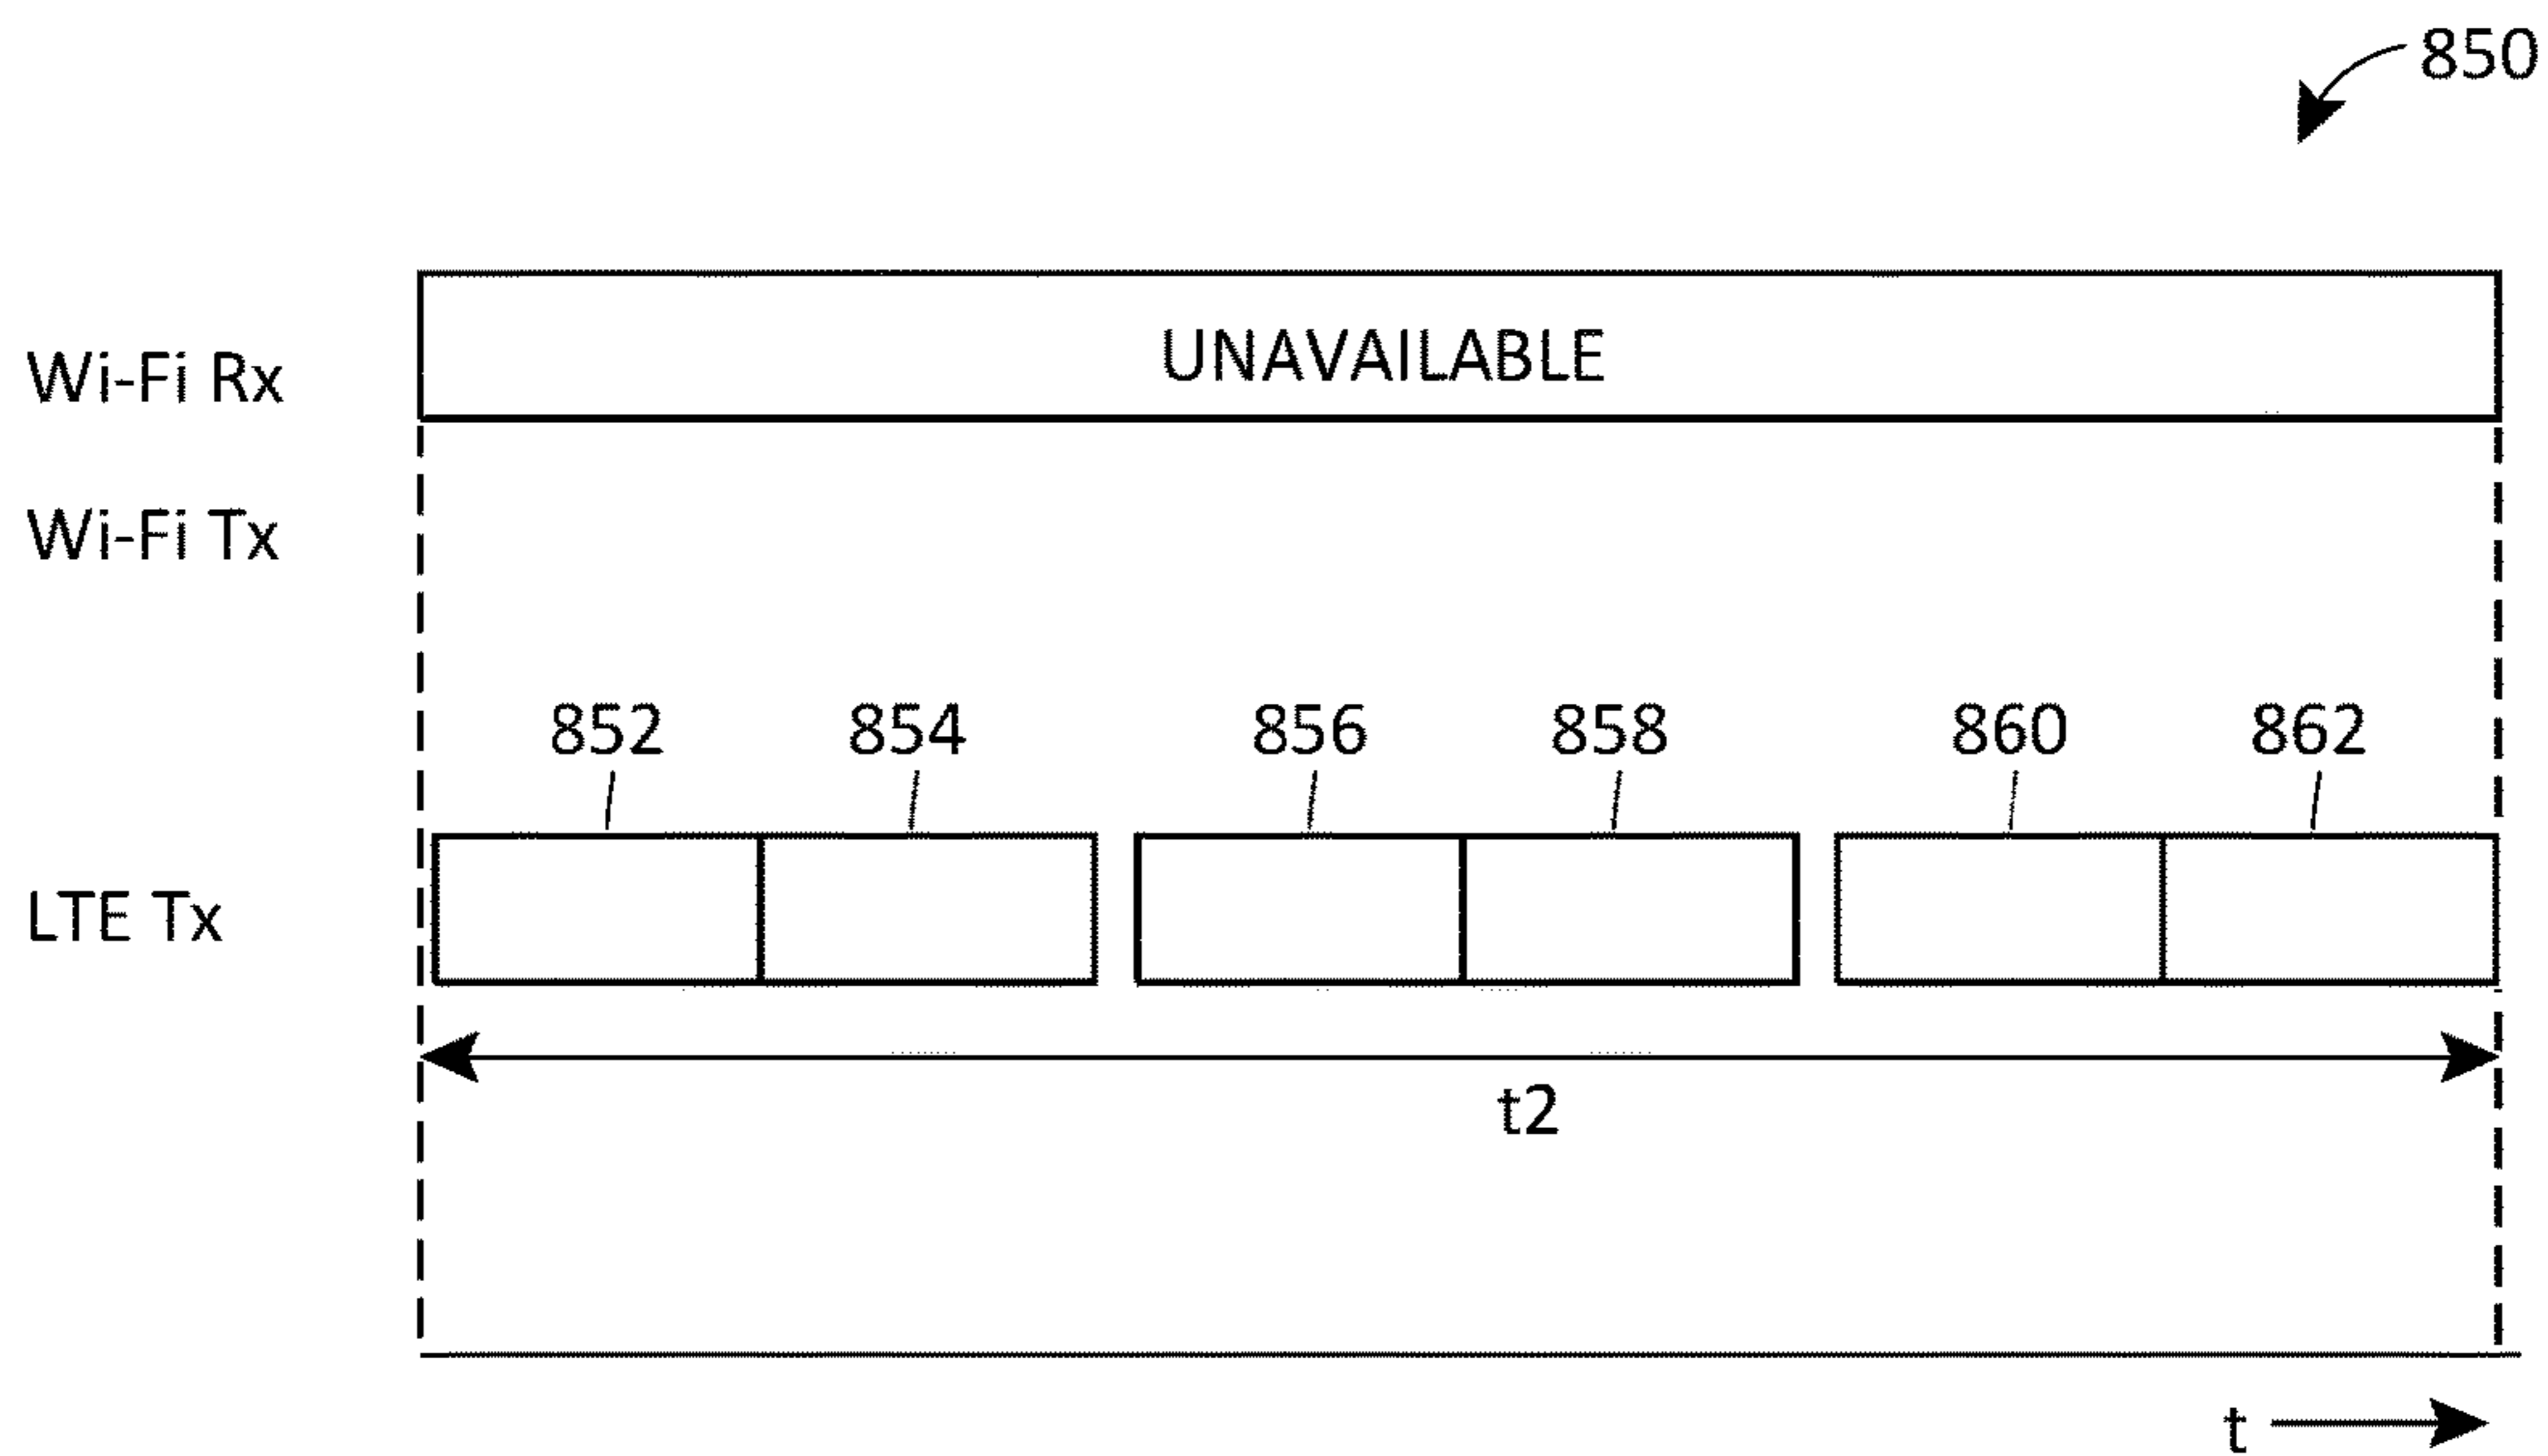 850
UNAVAILABLE
Wi-Fi Rx
Wi-Fi Tx
852 854 856 858 860 862
LTE Tx
t2
t